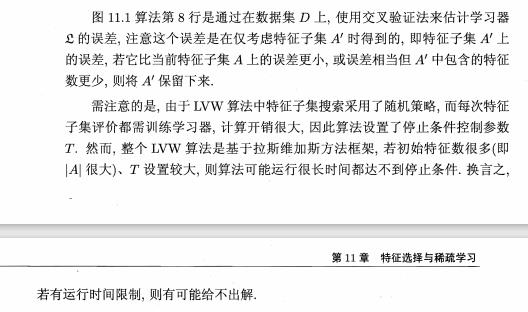 图 11.1 算法第 8 行是通过在数据集 D 上, 使用交叉验证法来估计学习器
𝔏 的误差, 注意这个误差是在仅考虑特征子集 A′ 时得到的, 即特征子集 A′ 上
的误差, 若它比当前特征子集 A 上的误差更小, 或误差相当但 A′ 中包含的特征
数更少, 则将 A′ 保留下来.
需注意的是, 由于 LVW 算法中特征子集搜索采用了随机策略, 而每次特征
子集评价都需训练学习器, 计算开销很大, 因此算法设置了停止条件控制参数
T. 然而, 整个 LVW 算法是基于拉斯维加斯方法框架, 若初始特征数很多(即
|A| 很大)、T 设置较大, 则算法可能运行很长时间都达不到停止条件. 换言之,
第 11 章 特征选择与稀疏学习
若有运行时间限制, 则有可能给不出解.